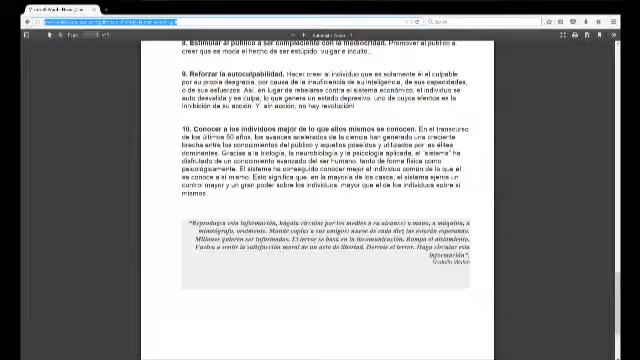 Automatic Zoom
Search
8. Estimular al público a ser complaciente con la mediocridad. Promover al público a
creer que es moda el hecho de ser estúpido, vulgar e inculto..
9. Reforzar la autoculpabilidad. Hacer creer al individuo que es solamente él el culpable
por su propia desgracia, por causa de la insuficiencia de su inteligencia, de sus capacidades,
o de sus esfuerzos. Así, en lugar de rebelarse contra el sistema económico, el individuo se
auto desvalida y se culpa, lo que genera un estado depresivo, uno de cuyos efectos es la
inhibición de su acción. Y, sin acción, no hay revolución!
10. Conocer a los individuos mejor de lo que ellos mismos se conocen. En el transcurso
de los últimos 50 años, los avances acelerados de la ciencia han generado una creciente
brecha entre los conocimientos del público y aquellos poseídos y utilizados por las élites
dominantes. Gracias a la biología, la neurobiología y la psicología aplicada, el "sistema" ha
disfrutado de un conocimiento avanzado del ser humano, tanto de forma física como
psicológicamente. El sistema ha conseguido conocer mejor al individuo común de lo que él
se conoce a sí mismo. Esto significa que, en la mayoría de los casos, el sistema ejerce un
control mayor y un gran poder sobre los individuos, mayor que el de los individuos sobre sí
mismos.
"Reproduzca esta información, hágala circular por los medios a su alcance: a mano, a máquina, a
mimeógrafo, oralmente. Mande copias a sus amigos: nueve de cada diez las estarán esperando.
Millones quieren ser informados. El terror se basa en la incomunicación. Rompa el aislamiento.
Vuelva a sentir la satisfacción moral de un acto de libertad. Derrote el terror. Haga circular esta
información".
Rodolfo Walsh